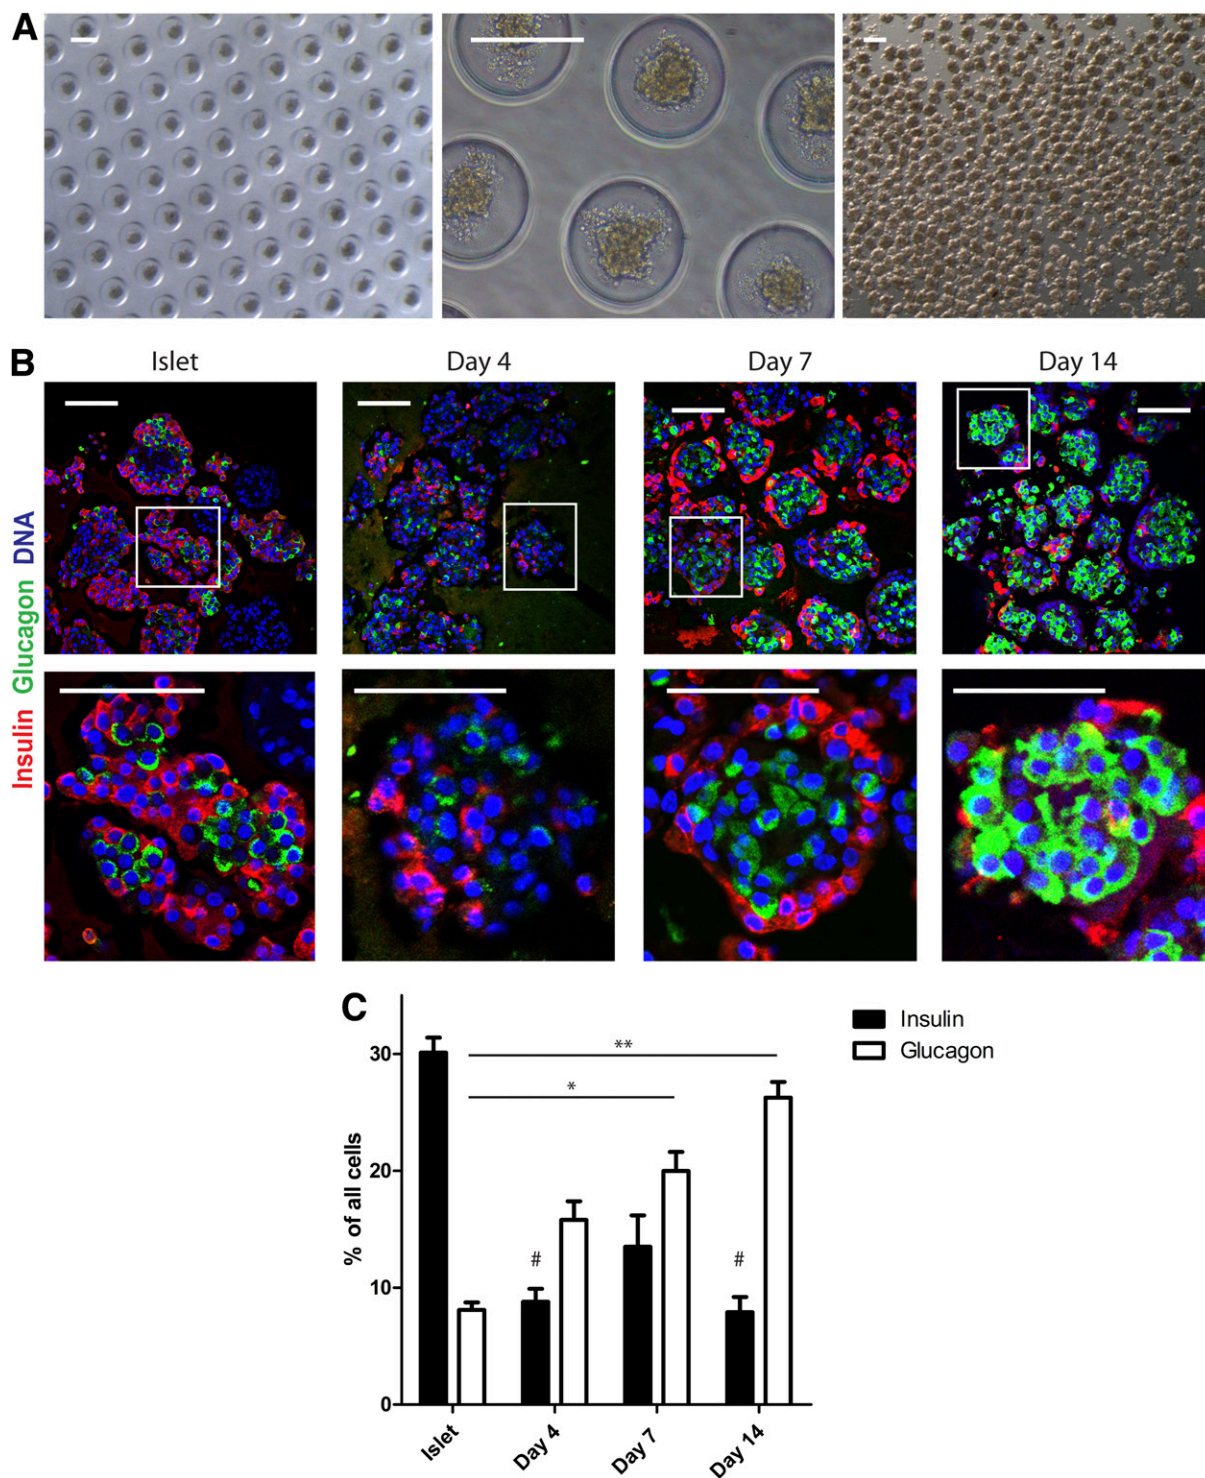 A
B
Islet
Day 4
Day 7
Day 14
Insulin Glucagon DNA
C
Insulin
Glucagon
**
*
#
#
% of all cells
30
20
10
0
Islet
Day 4
Day 7
Day 14